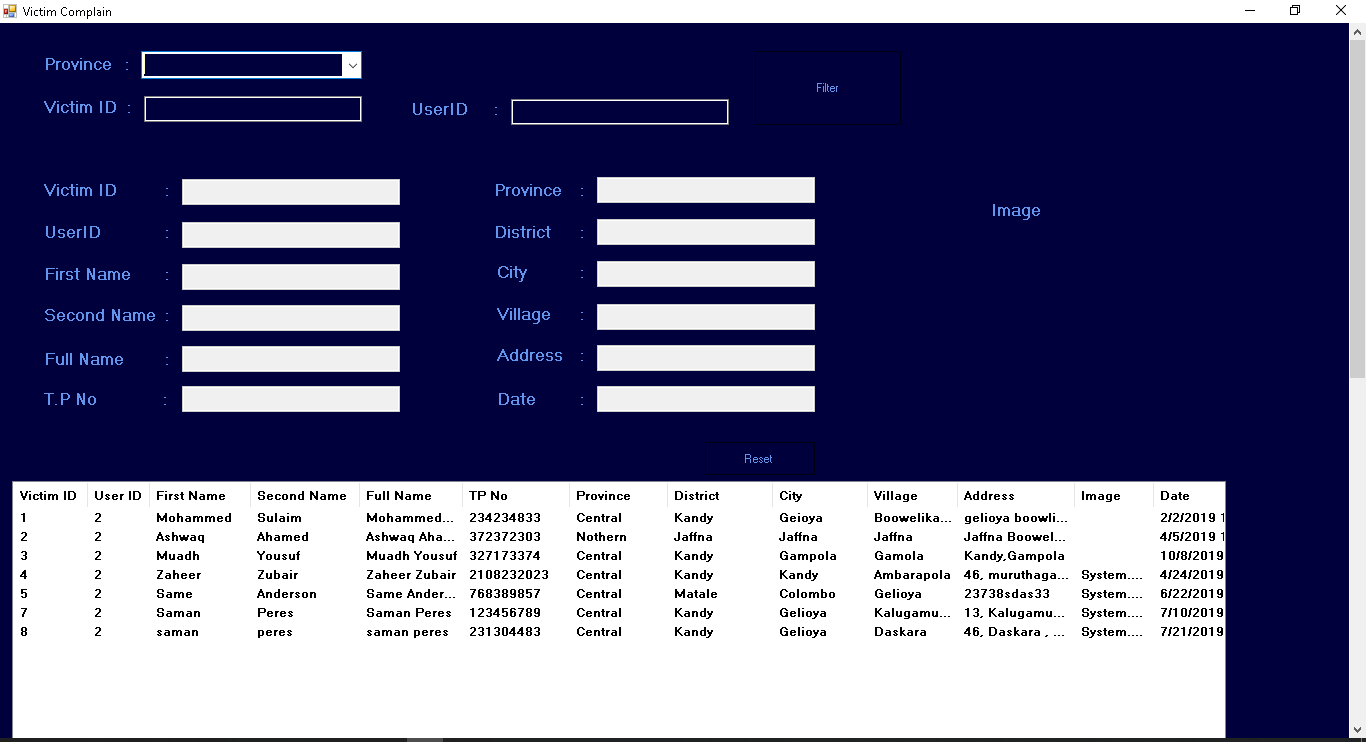 Victim Complain
Province :
Victim ID : UserID : Filter
Victim ID : Province :
Image
UserID : District :
First Name : City :
Second Name : Village :
Full Name : Address :
T.P No : Date :
Reset
Victim ID User ID First Name Second Name Full Name TP No Province District City Village Address Image Date
1 2 Mohammed Sulaim Mohammed... 234234833 Central Kandy Geioya Boowelika... gelioya boowli... 2/2/2019 1
2 2 Ashwaq Ahamed Ashwaq Aha... 372372303 Nothern Jaffna Jaffna Jaffna Jaffna Boowel... 4/5/2019 1
3 2 Muadh Yousuf Muadh Yousuf 327173374 Central Kandy Gampola Gamola Kandy,Gampola 10/8/2019
4 2 Zaheer Zubair Zaheer Zubair 2108232023 Central Kandy Kandy Ambarapola 46, muruthaga... System.... 4/24/2019
5 2 Same Anderson Same Ander... 768389857 Central Matale Colombo Gelioya 23738sdas33 System.... 6/22/2019
7 2 Saman Peres Saman Peres 123456789 Central Kandy Gelioya Kalugamu... 13, Kalugamu... System.... 7/10/2019
8 2 saman peres saman peres 231304483 Central Kandy Gelioya Daskara 46, Daskara , ... System.... 7/21/2019